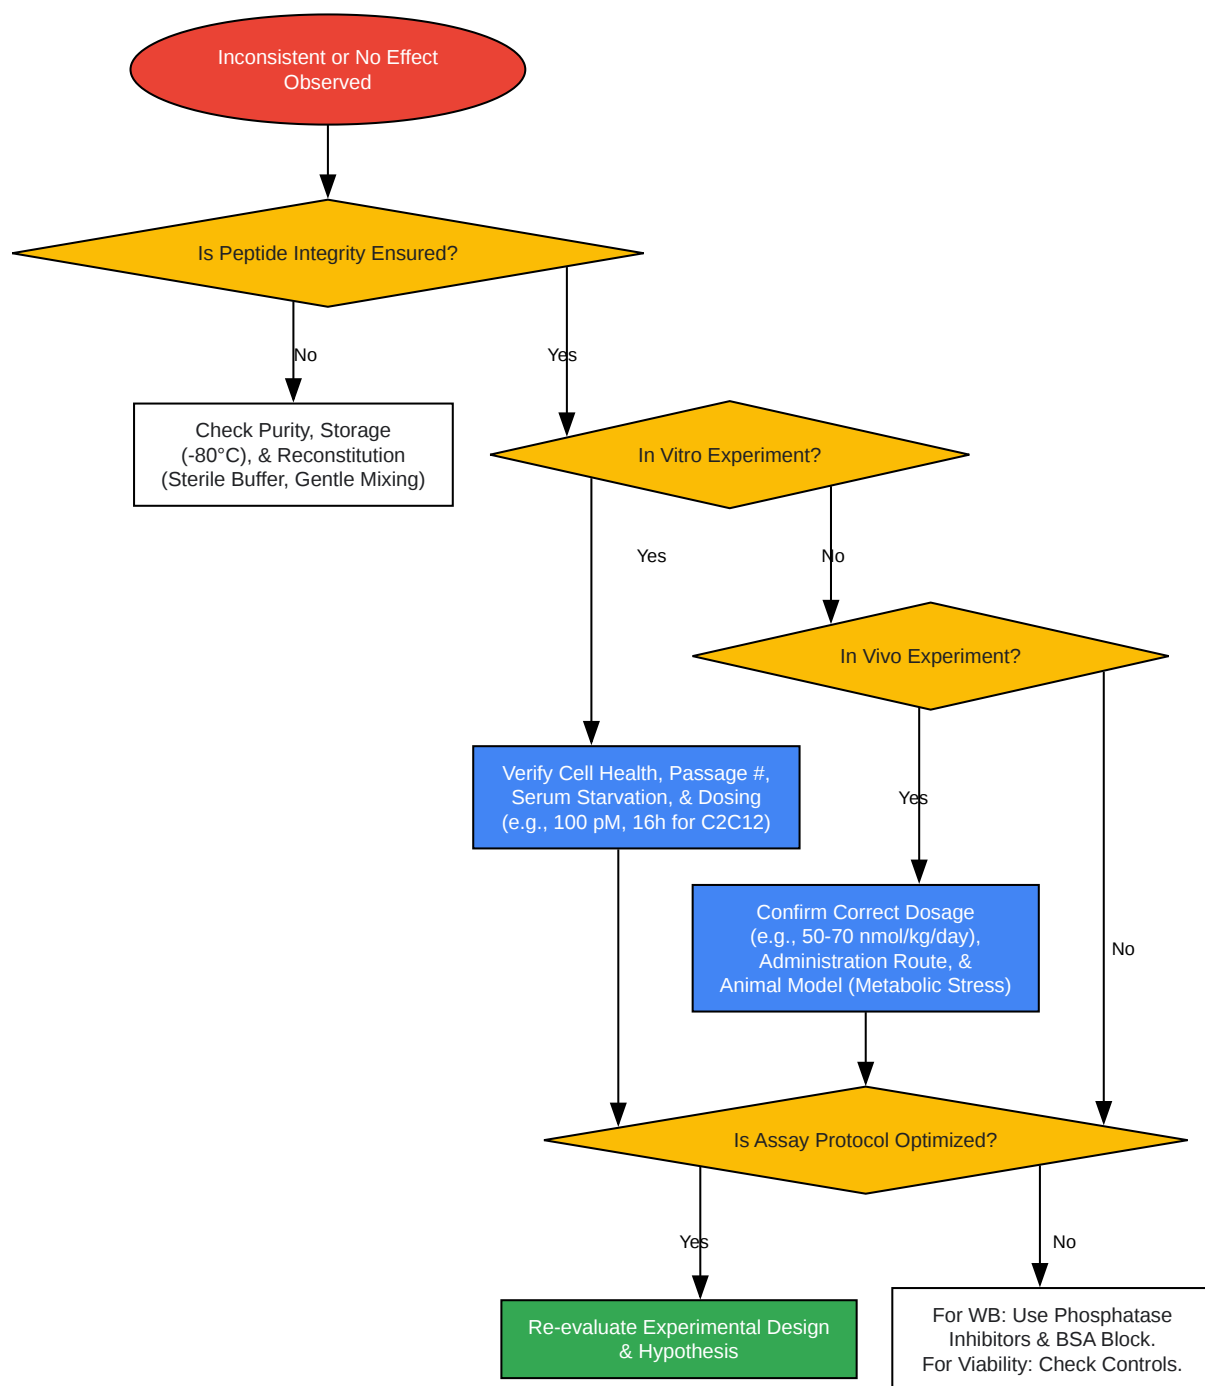 Inconsistent or No Effect
Observed
Is Peptide Integrity Ensured?
No
Yes
Check Purity, Storage
(-80°C), & Reconstitution
(Sterile Buffer, Gentle Mixing)
In Vitro Experiment?
Yes
No
In Vivo Experiment?
Verify Cell Health, Passage #,
Serum Starvation, & Dosing
(e.g., 100 pM, 16h for C2C12)
Yes
Confirm Correct Dosage
(e.g., 50-70 nmol/kg/day),
Administration Route, &
Animal Model (Metabolic Stress)
No
Is Assay Protocol Optimized?
Yes
No
Re-evaluate Experimental Design
& Hypothesis
For WB: Use Phosphatase
Inhibitors & BSA Block.
For Viability: Check Controls.